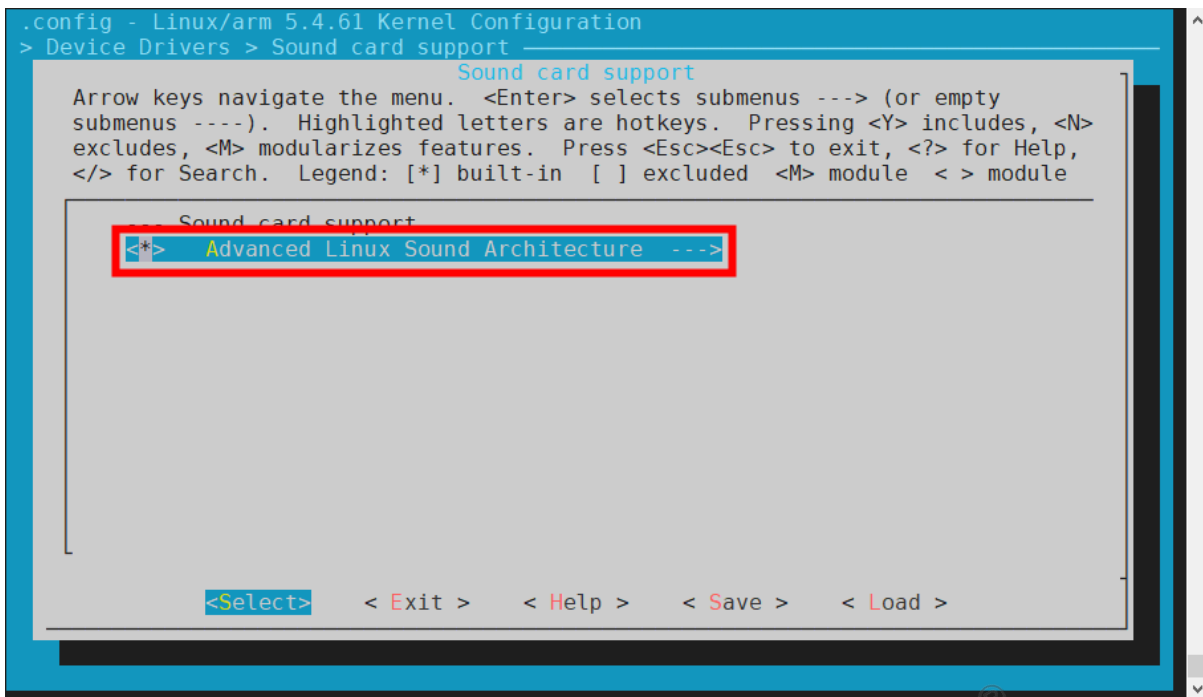 .config - Linux/arm 5.4.61 Kernel Configuration
> Device Drivers > Sound card support
Sound card support
Arrow keys navigate the menu.  <Enter> selects submenus ---> (or empty
submenus ----).  Highlighted letters are hotkeys.  Pressing <Y> includes, <N>
excludes, <M> modularizes features.  Press <Esc><Esc> to exit, <?> for Help,
</> for Search.  Legend: [*] built-in  [ ] excluded  <M> module  < > module
--- Sound card support
<*>   Advanced Linux Sound Architecture  --->
<Select>    < Exit >    < Help >    < Save >    < Load >